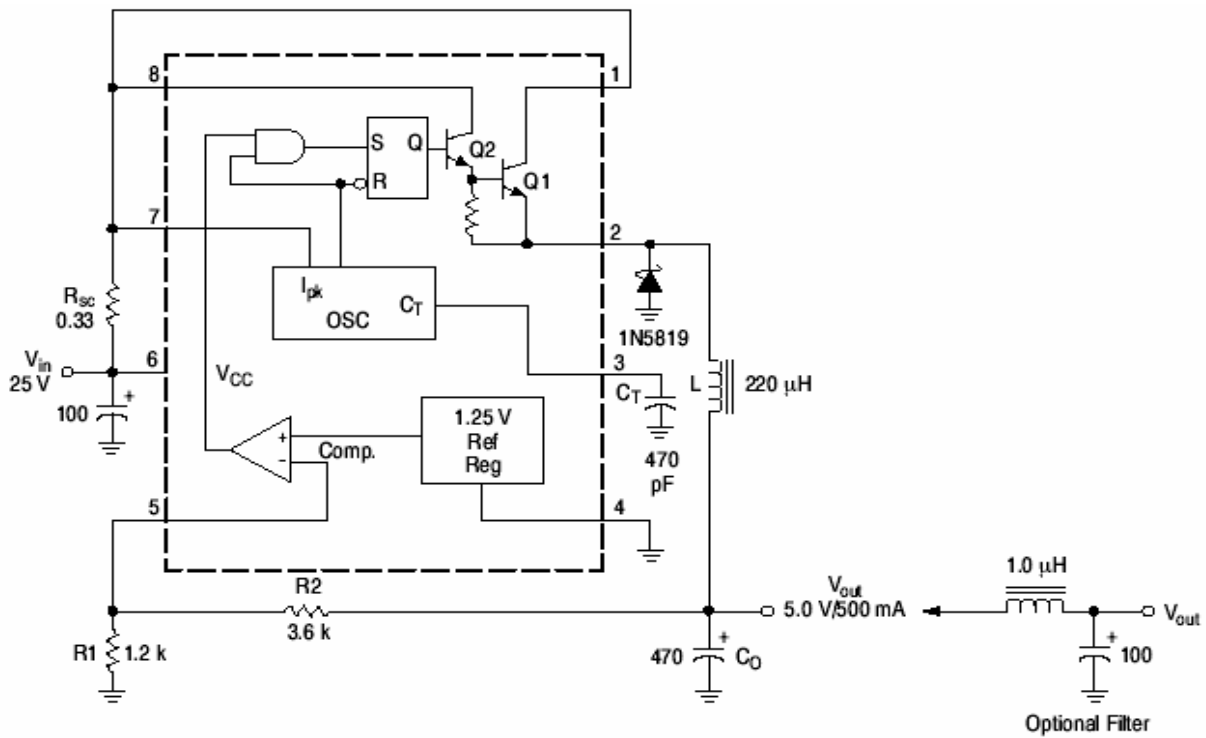 8
1
S
Q
Q2
R
Q1
7
2
Rsc
0.33
Ipk
CT
OSC
1N5819
Vin
25 V
6
3
VCC
CT
L
220 µH
100
+
+
-
Comp.
1.25 V
Ref
Reg
470
pF
5
4
R2
3.6 k
Vout
5.0 V/500 mA
1.0 µH
Vout
R1
1.2 k
470
+
CO
+
100
Optional Filter